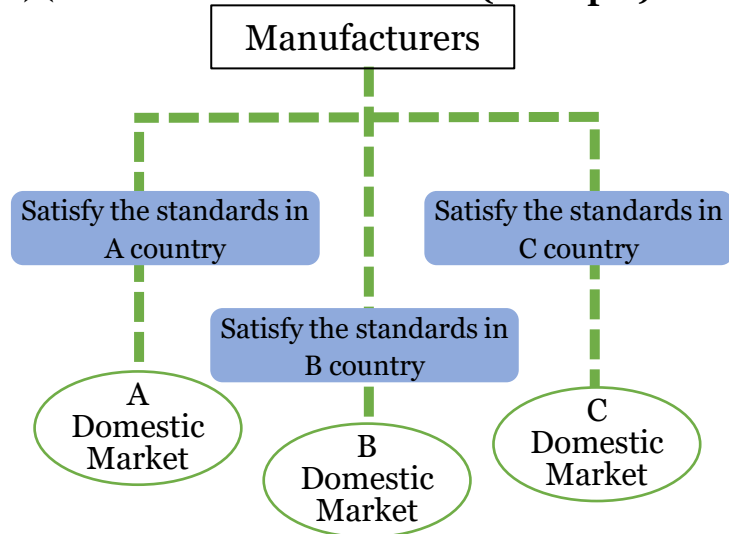 Manufacturers
Satisfy the standards in
A country
Satisfy the standards in
C country
Satisfy the standards in
B country
A
Domestic
Market
B
Domestic
Market
C
Domestic
Market